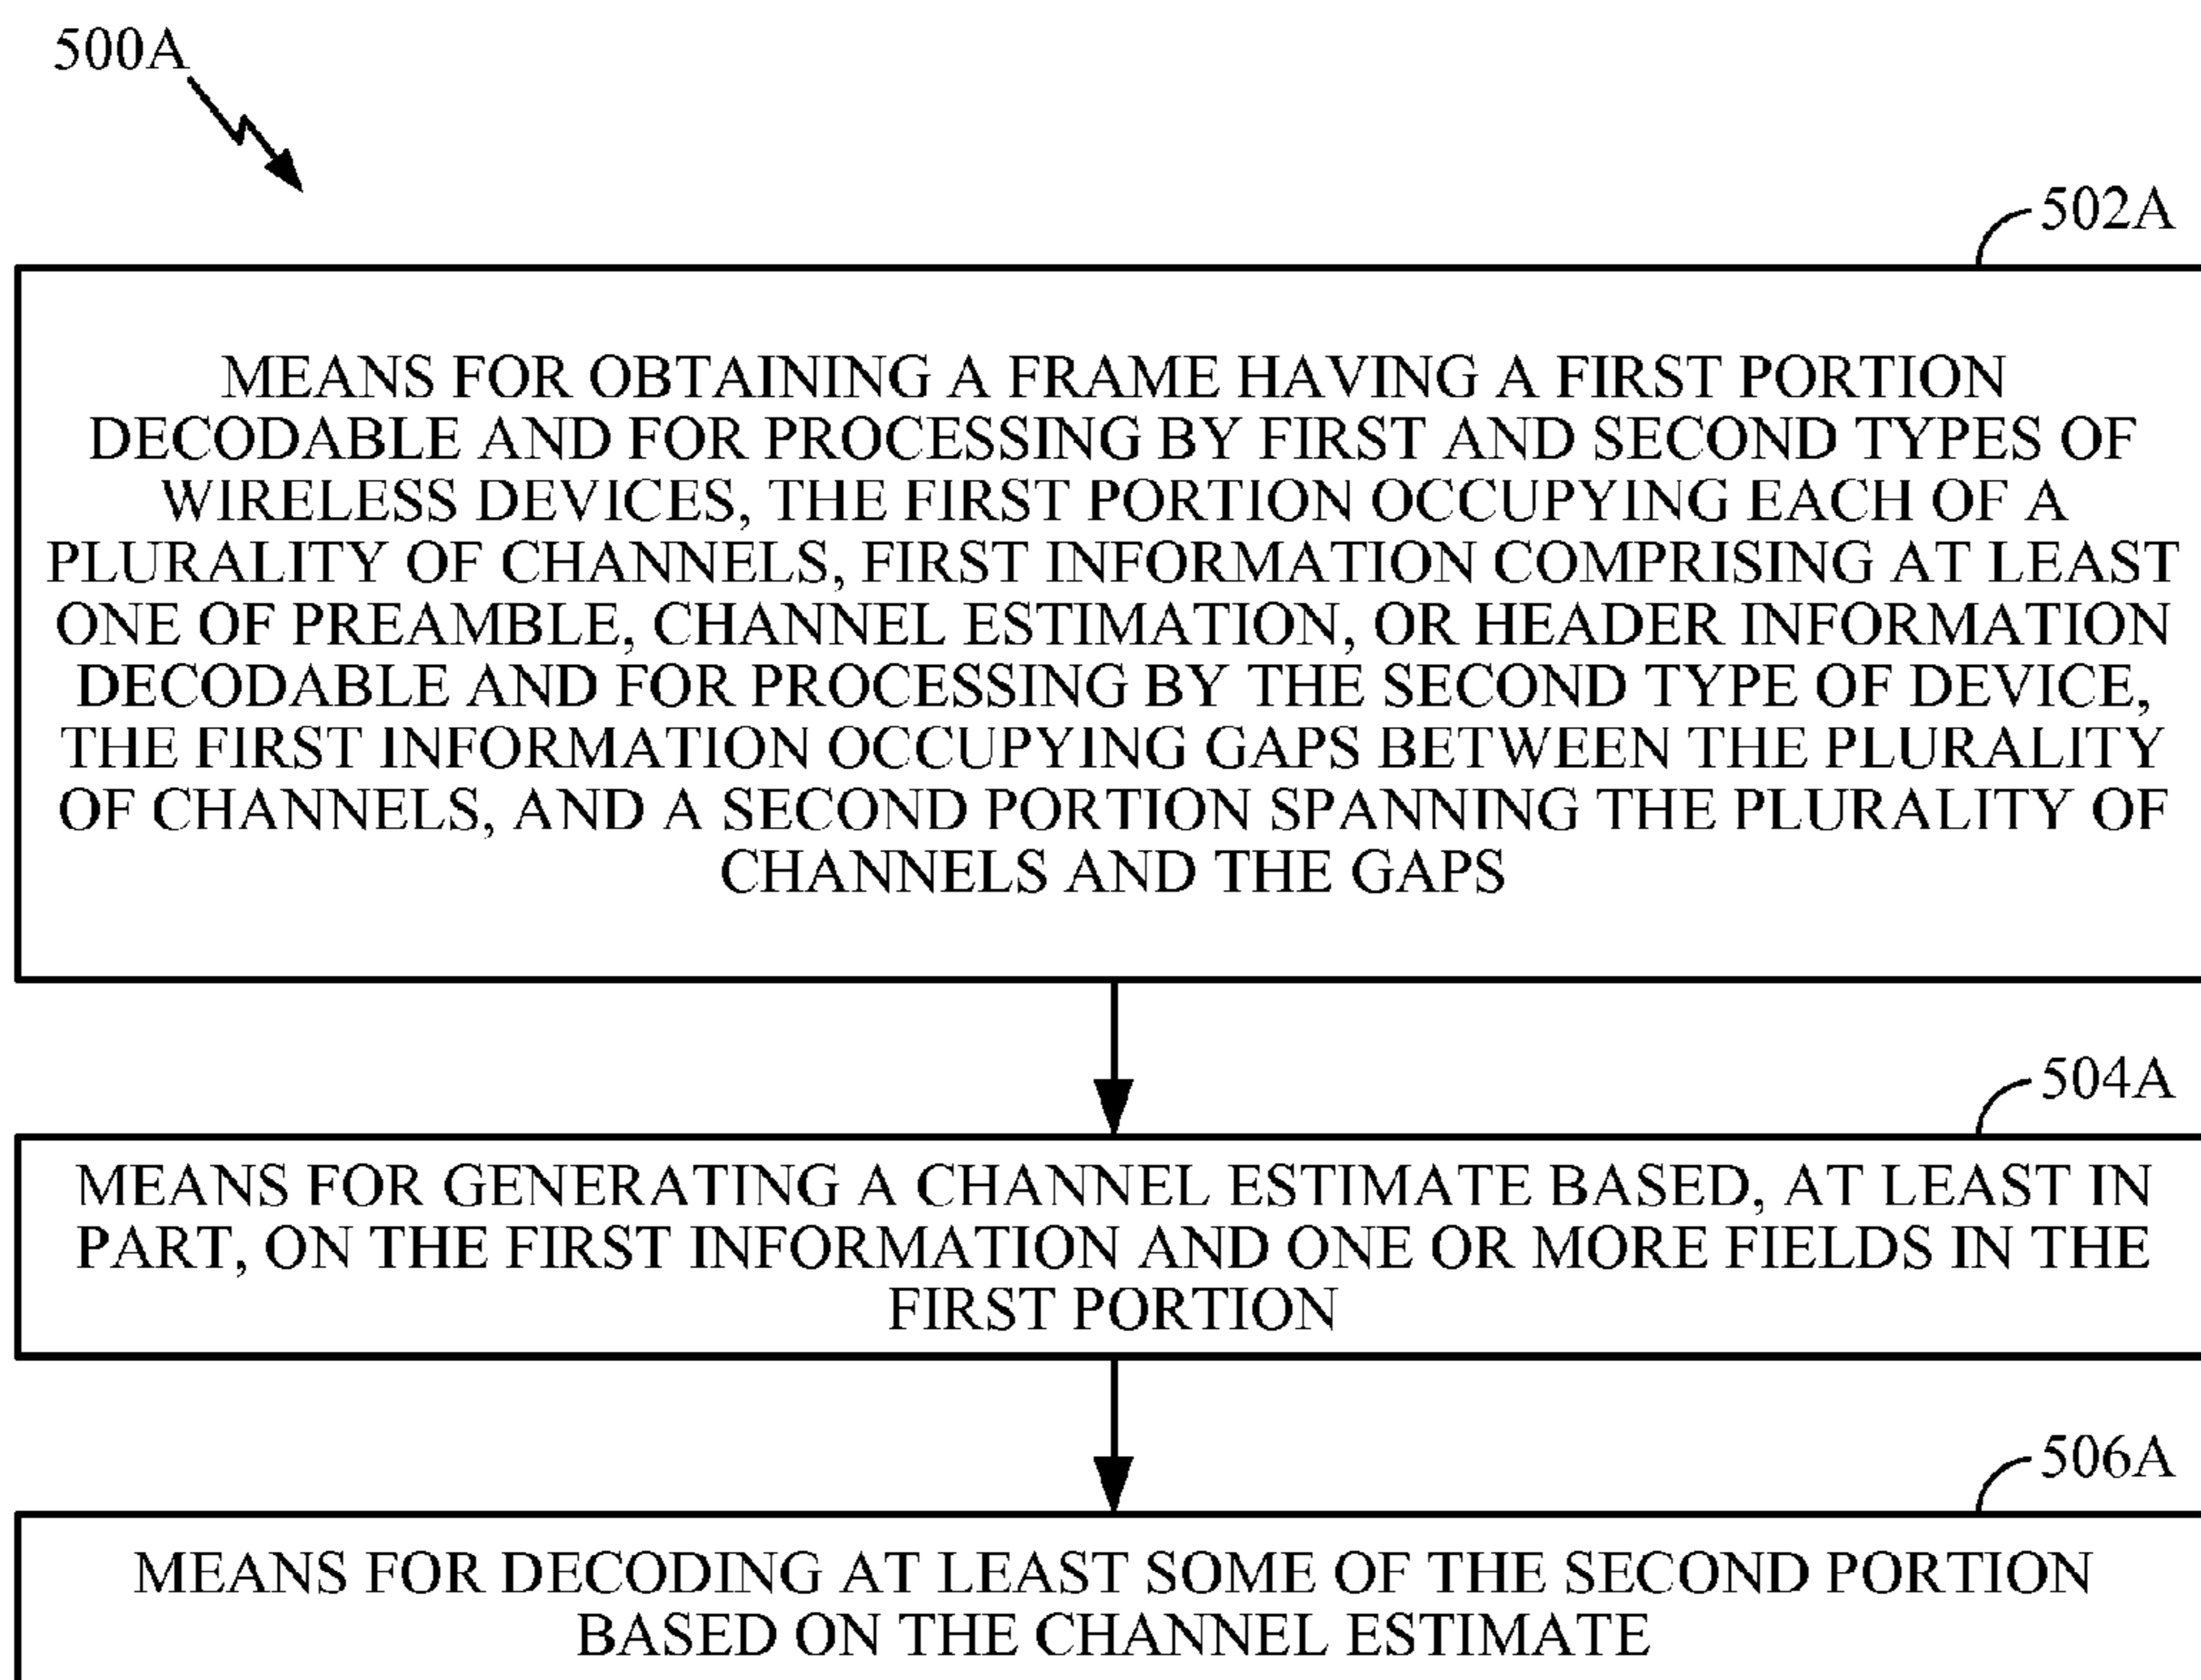 500A
502A
MEANS FOR OBTAINING A FRAME HAVING A FIRST PORTION
DECODABLE AND FOR PROCESSING BY FIRST AND SECOND TYPES OF
WIRELESS DEVICES, THE FIRST PORTION OCCUPYING EACH OF A
PLURALITY OF CHANNELS, FIRST INFORMATION COMPRISING AT LEAST
ONE OF PREAMBLE, CHANNEL ESTIMATION, OR HEADER INFORMATION
DECODABLE AND FOR PROCESSING BY THE SECOND TYPE OF DEVICE,
THE FIRST INFORMATION OCCUPYING GAPS BETWEEN THE PLURALITY
OF CHANNELS, AND A SECOND PORTION SPANNING THE PLURALITY OF
CHANNELS AND THE GAPS
504A
MEANS FOR GENERATING A CHANNEL ESTIMATE BASED, AT LEAST IN
PART, ON THE FIRST INFORMATION AND ONE OR MORE FIELDS IN THE
FIRST PORTION
506A
MEANS FOR DECODING AT LEAST SOME OF THE SECOND PORTION
BASED ON THE CHANNEL ESTIMATE